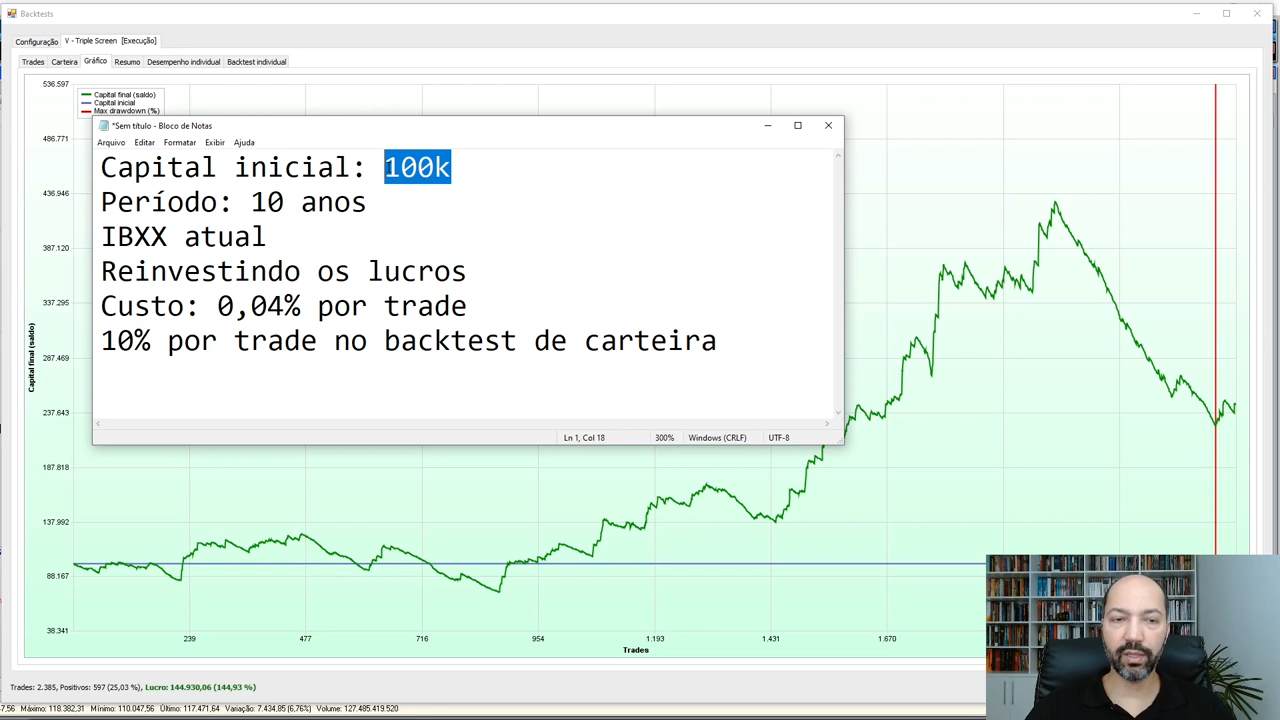 Backtests
Configuração V - Triple Screen [Execução]
Trades Carteira Gráfico Resumo Desempenho individual Backtest individual
536.597
486.771
436.946
387.120
337.295
287.469
237.643
187.818
137.992
88.167
38.341
Capital final (saldo)
Capital final (saldo)
Capital inicial
Max drawdown (%)
*Sem título - Bloco de Notas
Arquivo Editar Formatar Exibir Ajuda
Capital inicial: 100k
Período: 10 anos
IBXX atual
Reinvestindo os lucros
Custo: 0,04% por trade
10% por trade no backtest de carteira
Ln 1, Col 18 300% Windows (CRLF) UTF-8
239 477 716 954 1.193 1.431 1.670
Trades
Trades: 2.385, Positivos: 597 (25,03 %), Lucro: 144.930,06 (144,93 %)
Máximo: 118.382,31 Mínimo: 110.047,56 Último: 117.471,64 Variação: 7.434,85 (6,76%) Volume: 127.485.419.520